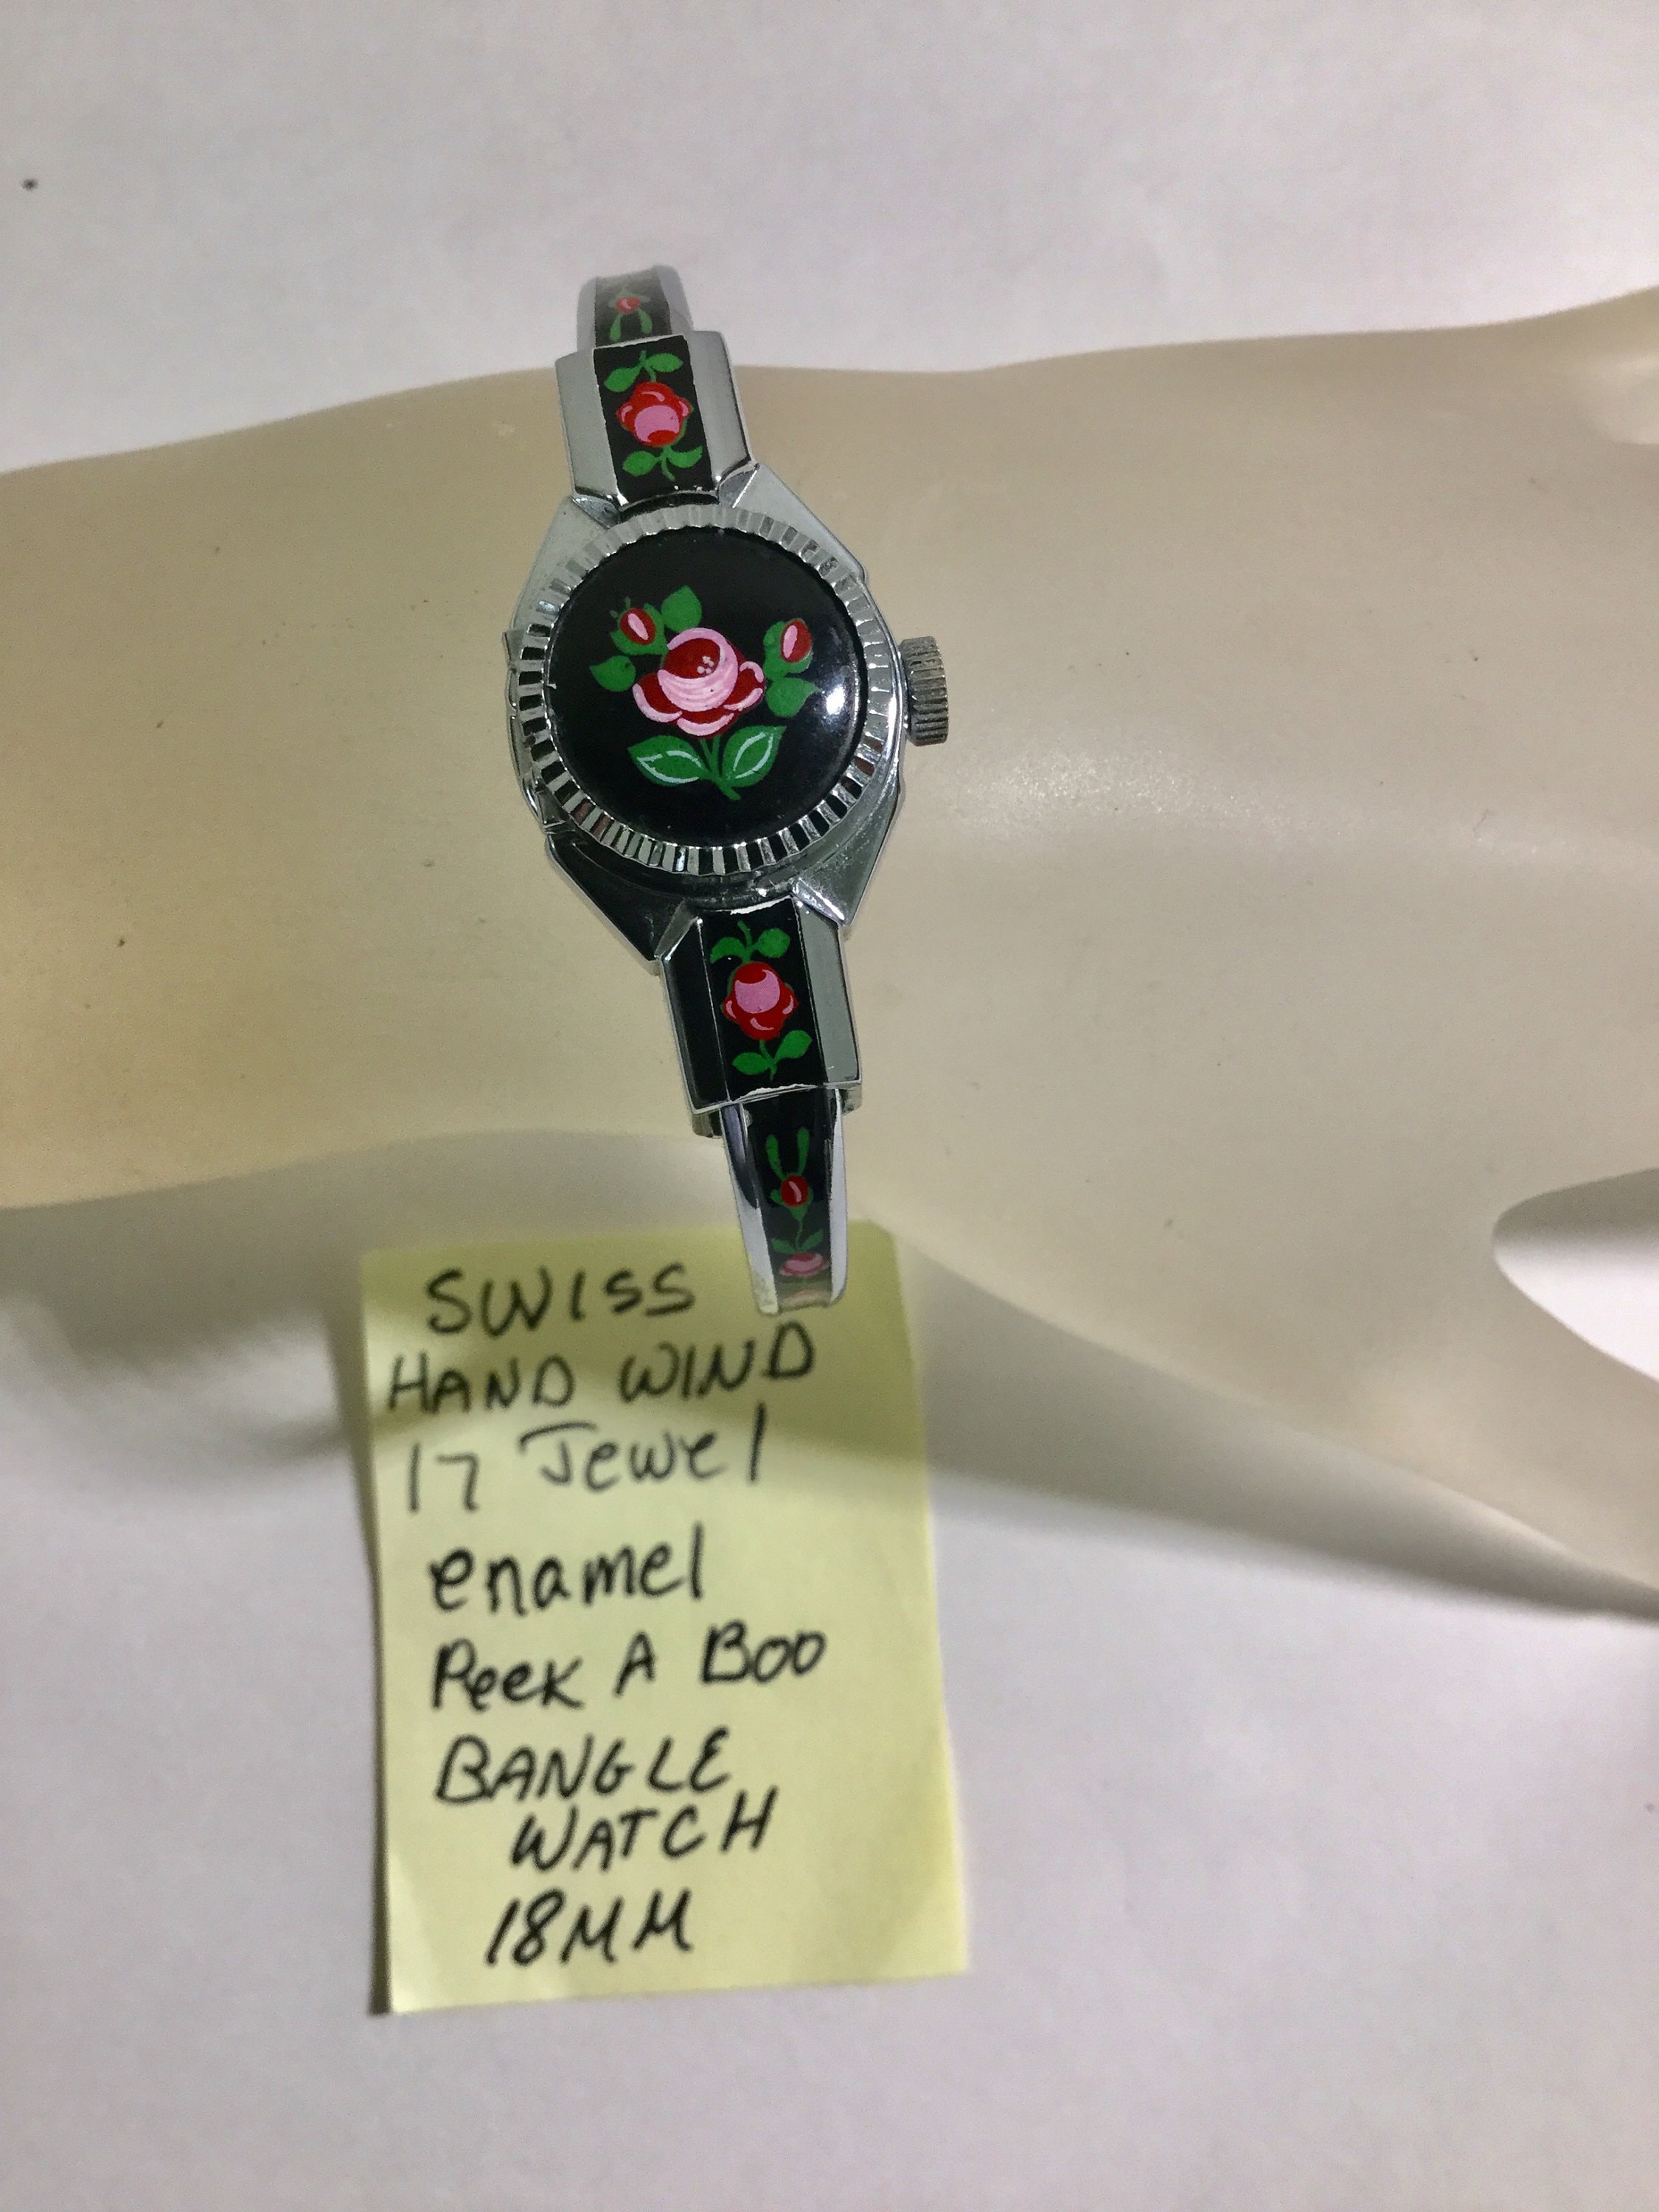 SWISS
HAND WIND
17 Jewel
enamel
Peek A Boo
BANGLE
WATCH
18MM